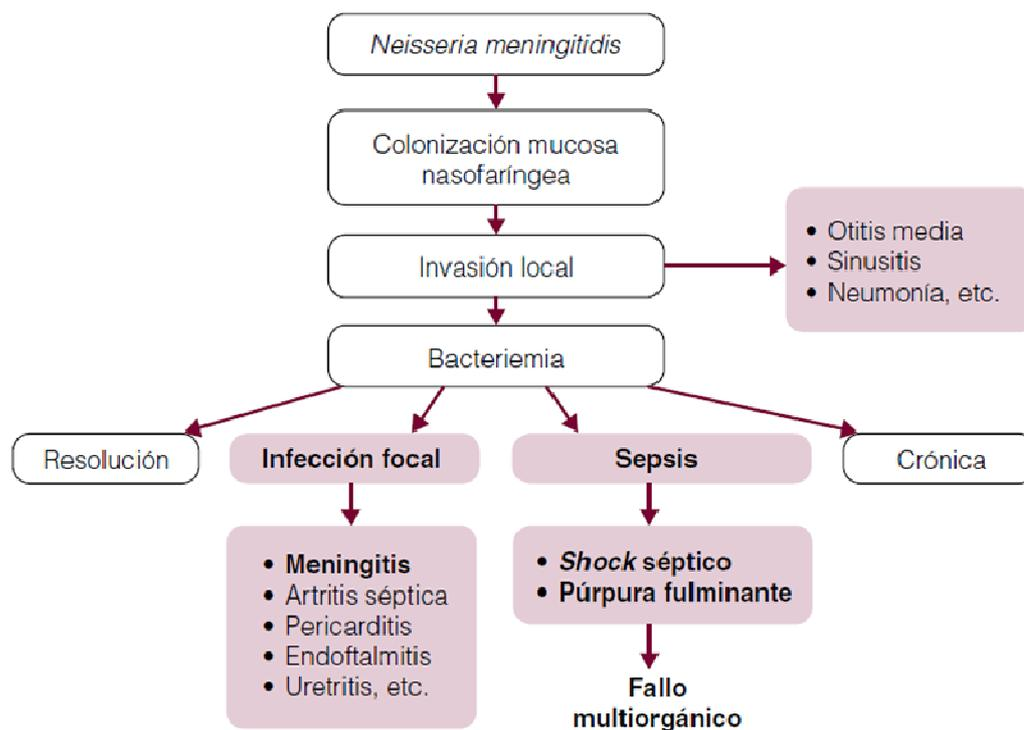 Neisseria meningitidis
Colonización mucosa
nasofaríngea
Invasión local
• Otitis media
• Sinusitis
• Neumonía, etc.
Bacteriemia
Resolución
Infección focal
Sepsis
Crónica
• Meningitis
• Artritis séptica
• Pericarditis
• Endoftalmitis
• Uretritis, etc.
• Shock séptico
• Púrpura fulminante
Fallo
multiorgánico